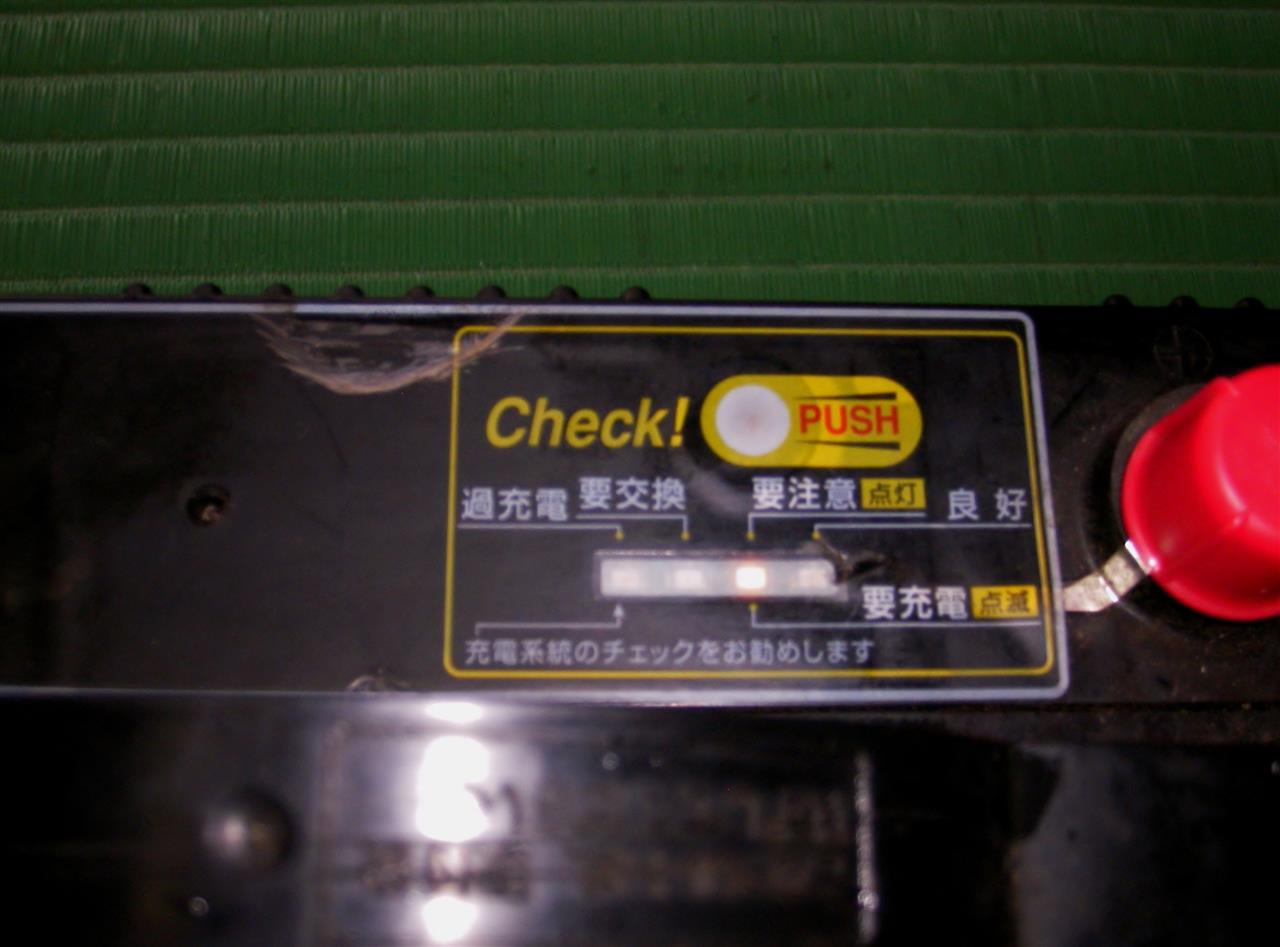 Check! PUSH
過充電 要交換 要注意 点灯 良好
要充電 点滅
充電系統のチェックをお勧めします